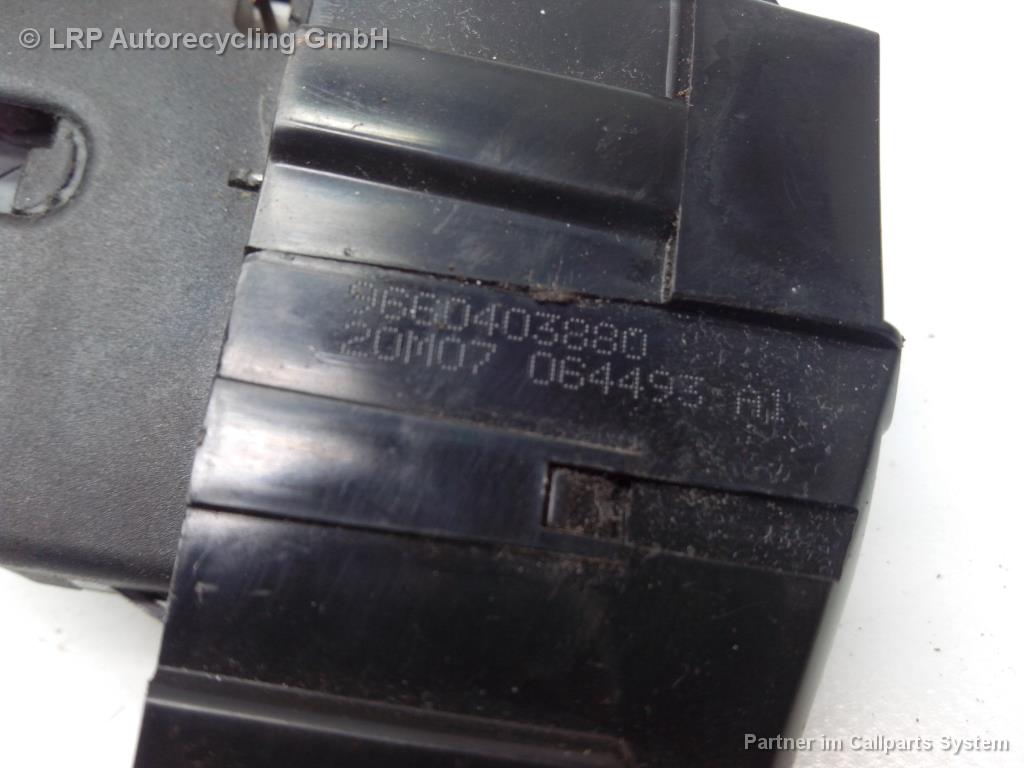 © LRP Autorecycling GmbH
9660403880
20M07 064493 A1
Partner im Callparts System